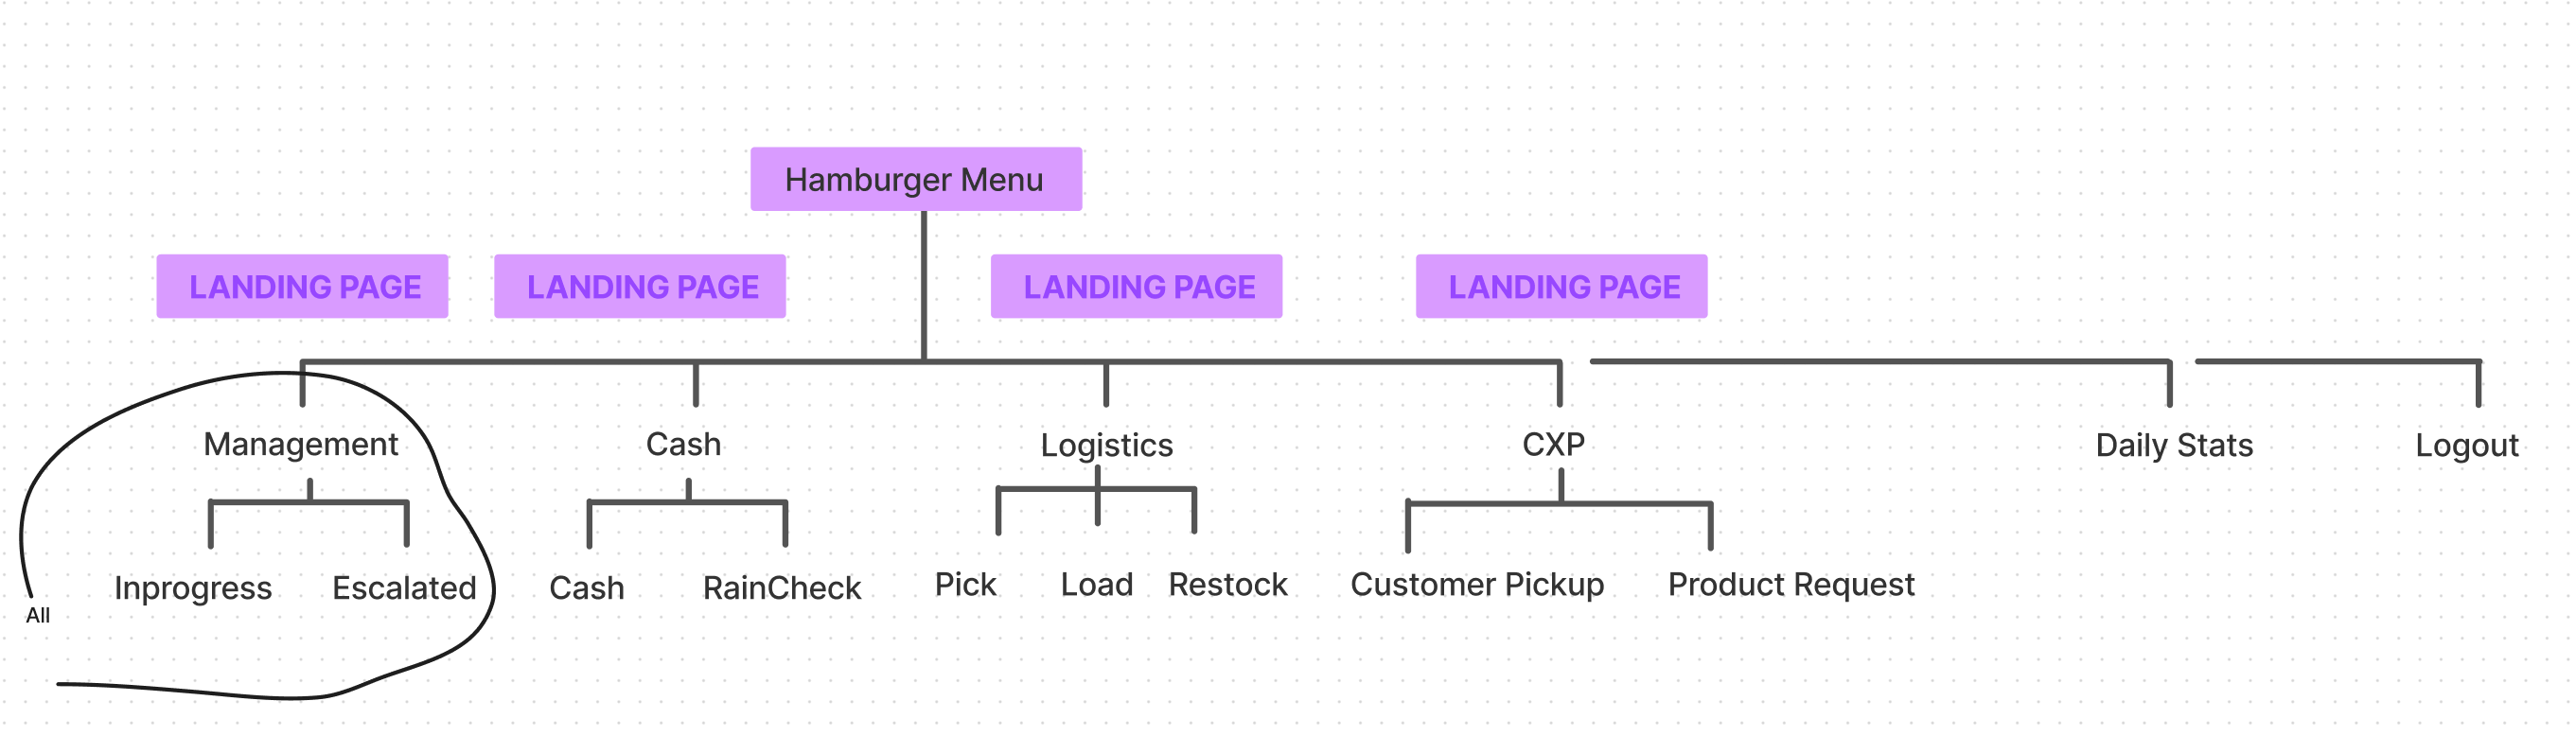 Hamburger Menu
LANDING PAGE
LANDING PAGE
LANDING PAGE
LANDING PAGE
Management
Cash
Logistics
CXP
Daily Stats
Logout
Inprogress
Escalated
Cash
RainCheck
Pick
Load
Restock
Customer Pickup
Product Request
All